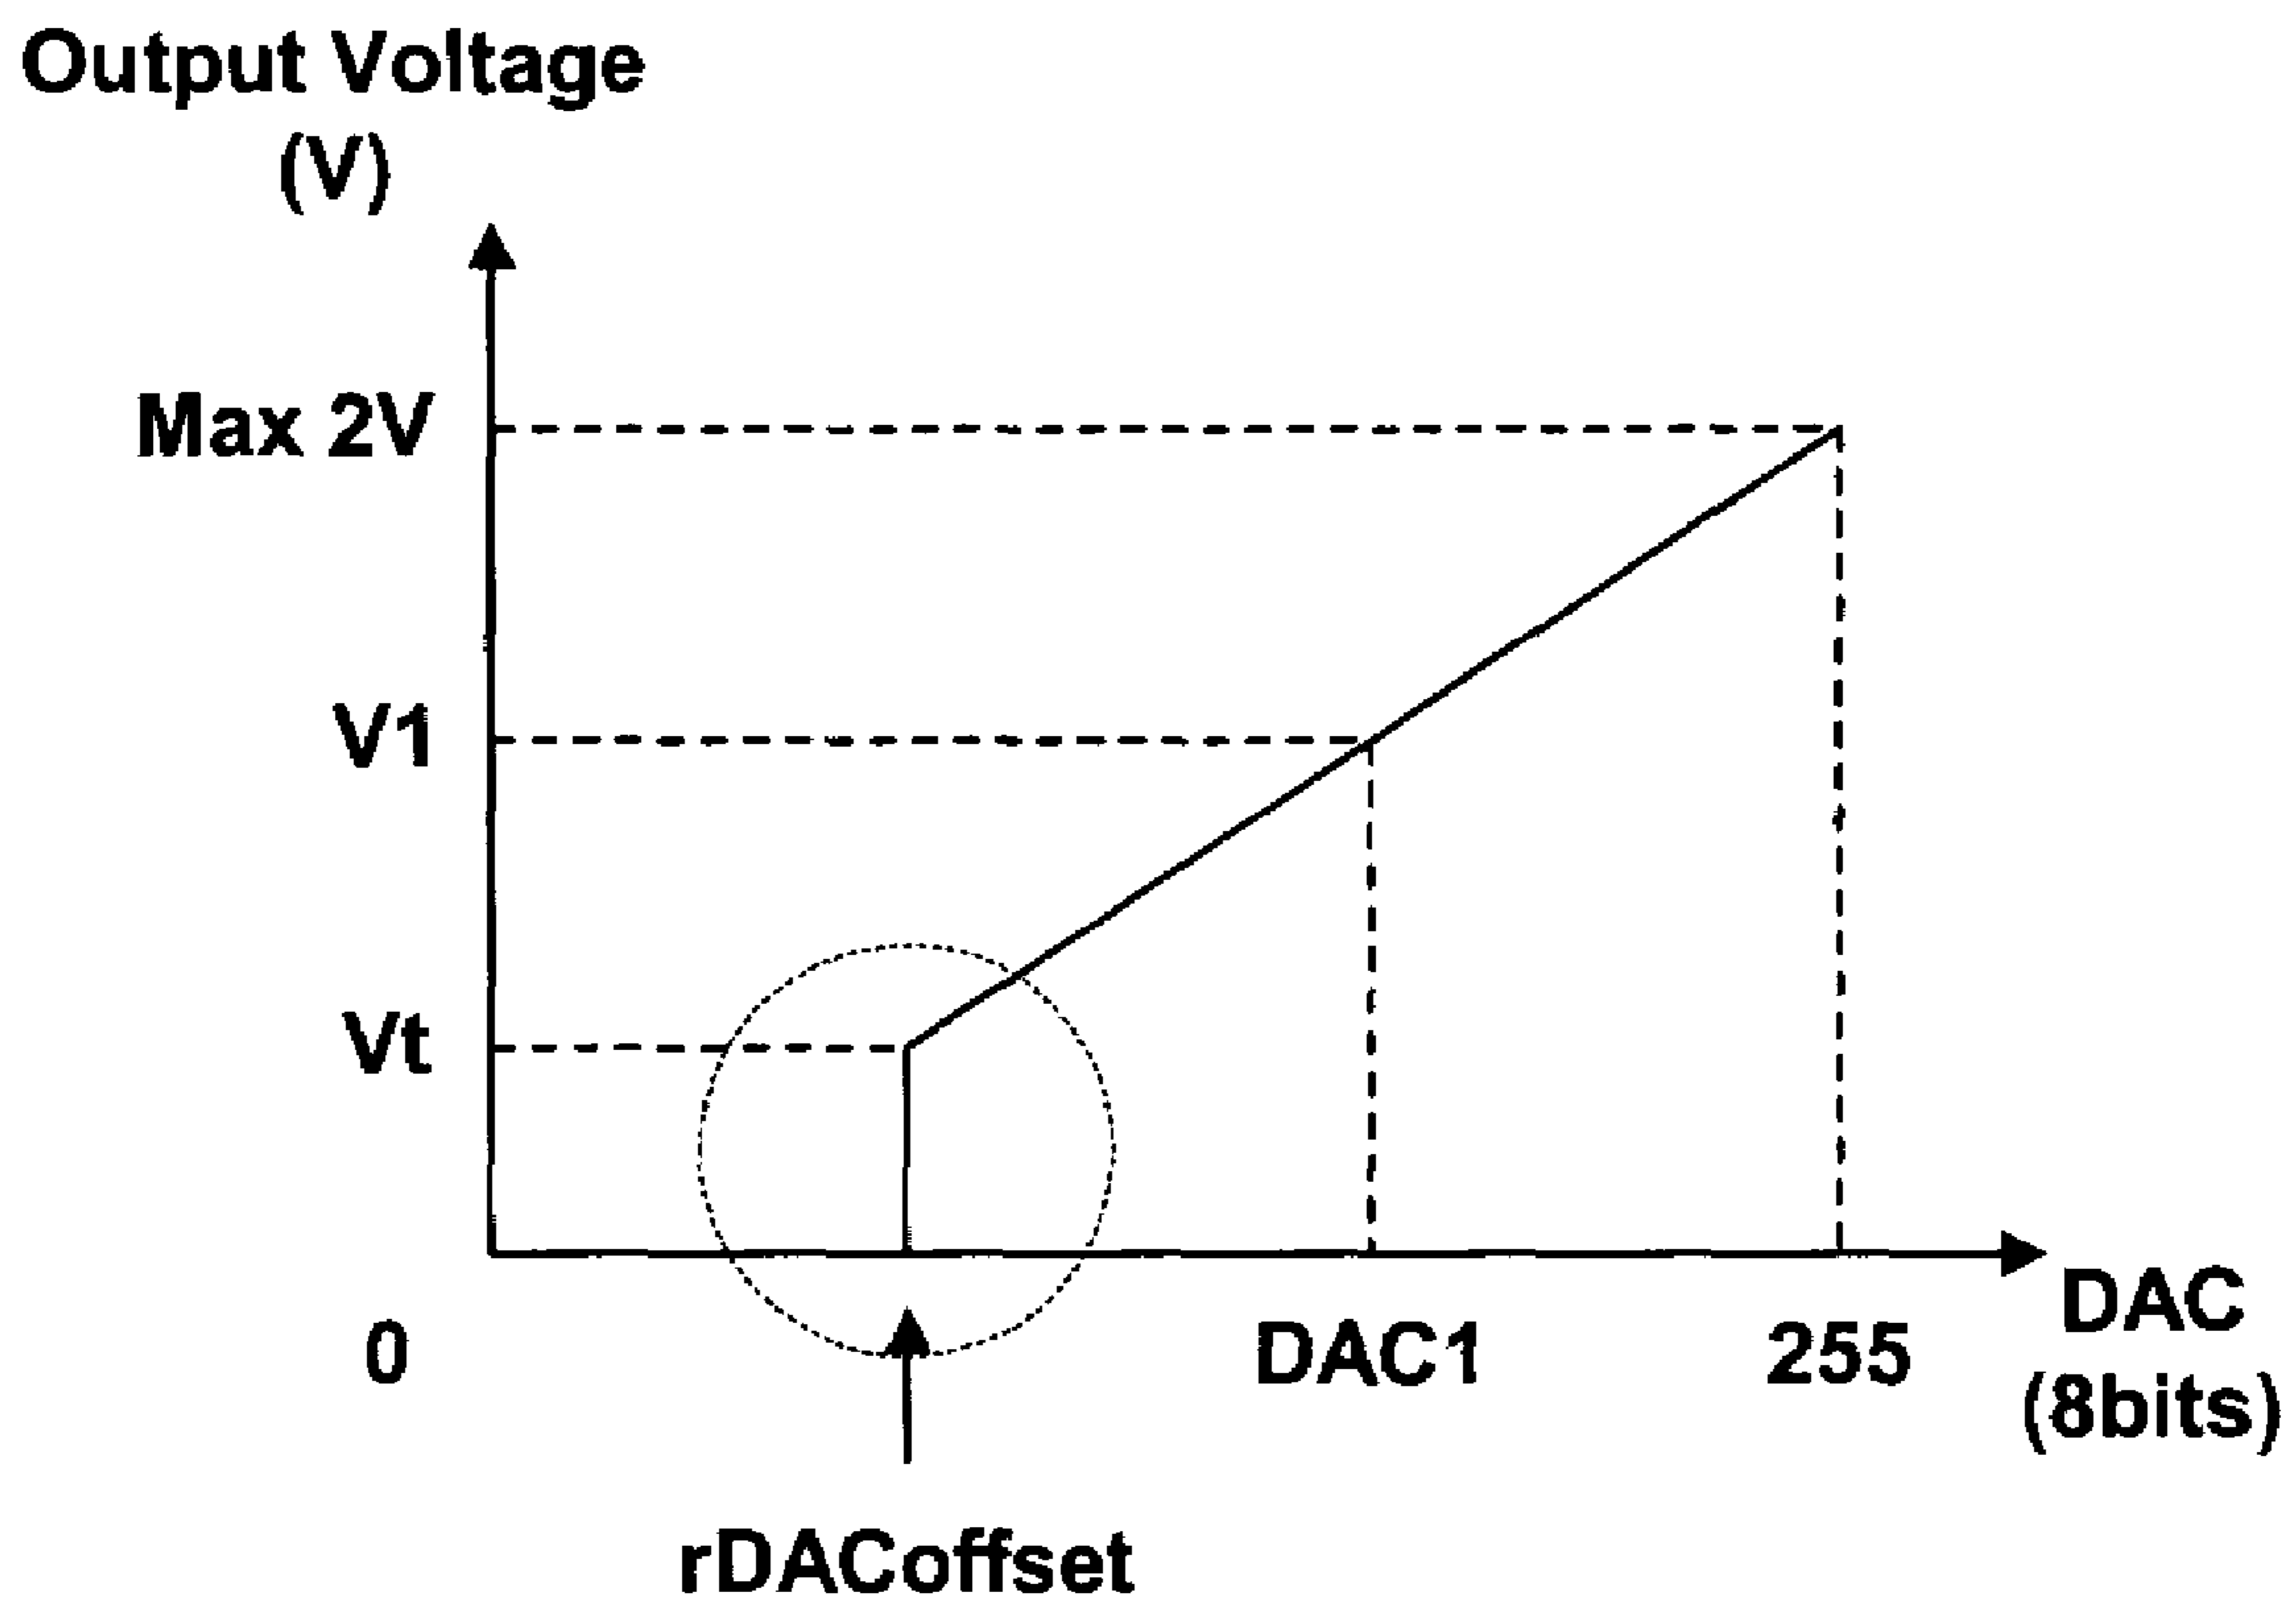 Output Voltage
(V)
Max 2V
V1
Vt
0
DAC1
255
DAC
(8bits)
rDACoffset